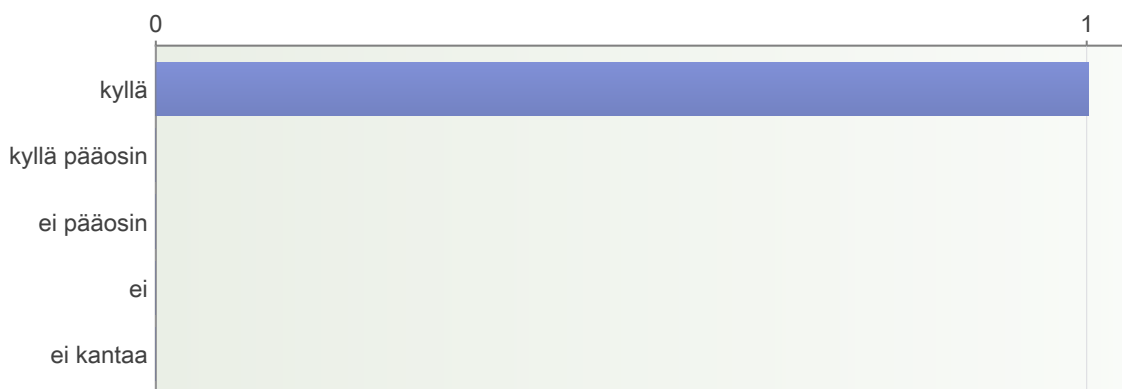 0 1
kyllä
kyllä pääosin
ei pääosin
ei
ei kantaa